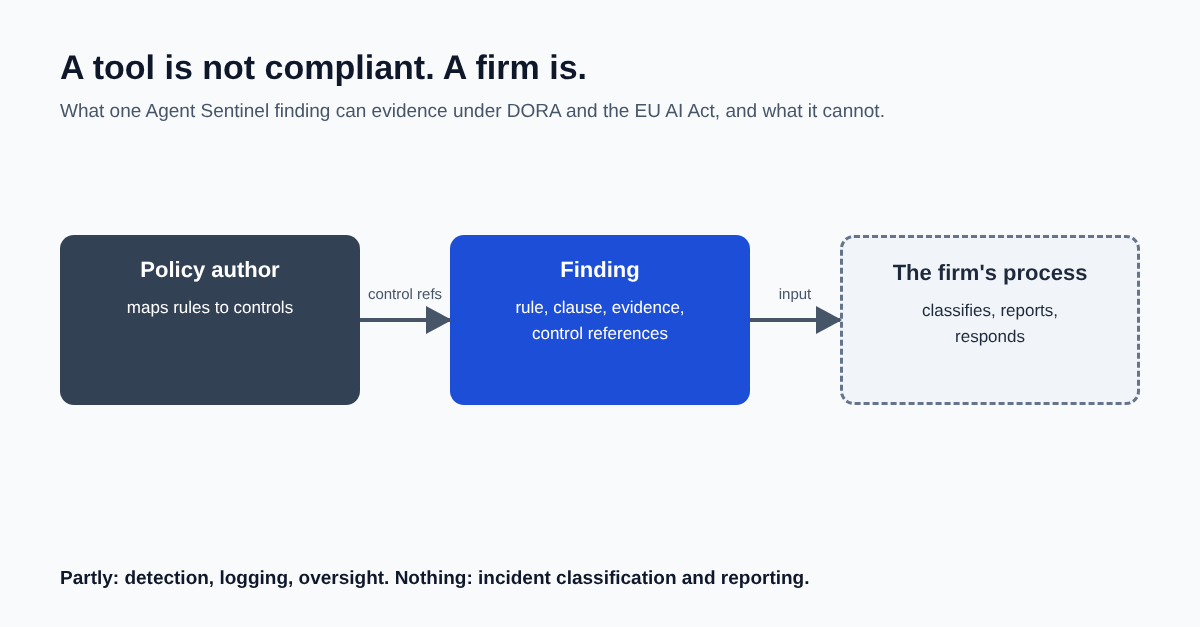 A tool is not compliant. A firm is.
What one Agent Sentinel finding can evidence under DORA and the EU AI Act, and what it cannot.
Policy author
maps rules to controls
control refs
Finding
rule, clause, evidence,
control references
input
The firm's process
classifies, reports,
responds
Partly: detection, logging, oversight. Nothing: incident classification and reporting.